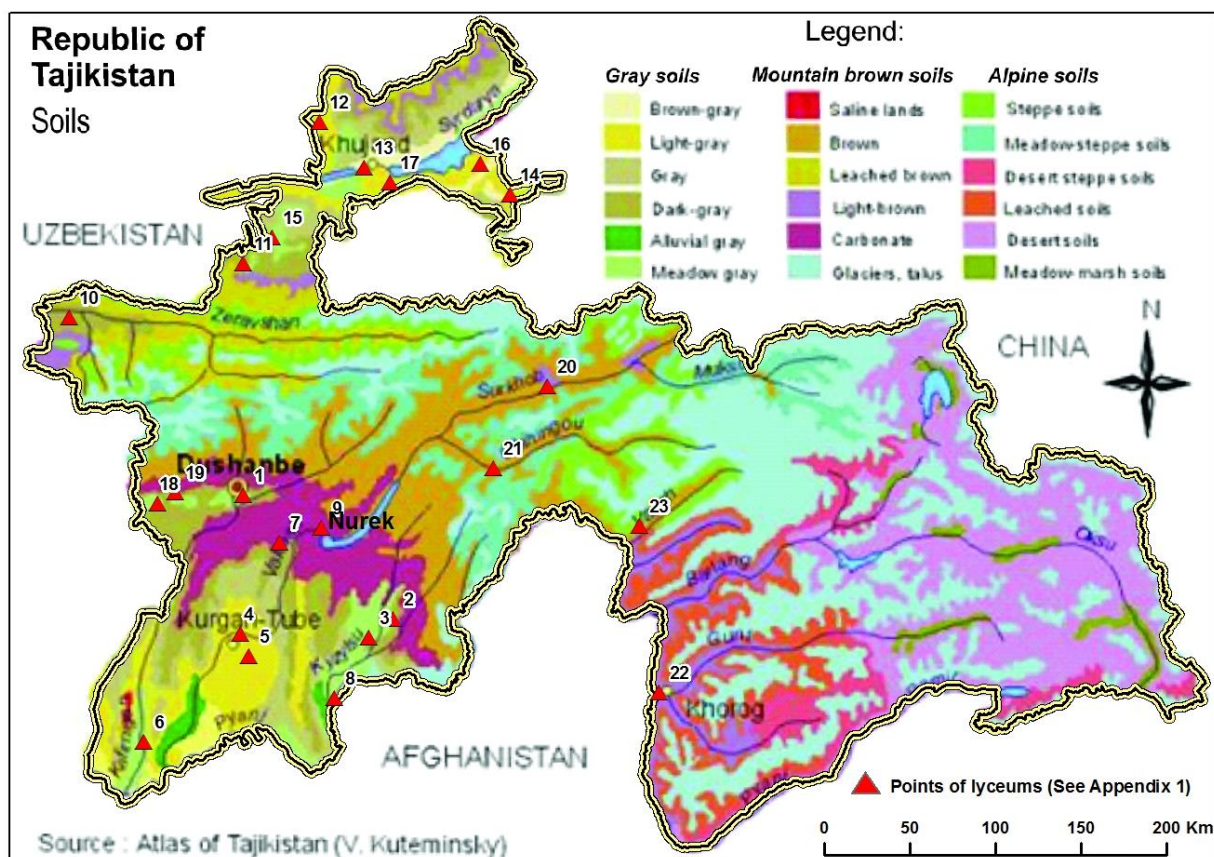 Republic of
Tajikistan
Soils
Legend:
Gray soils
Brown-gray
Light-gray
Gray
Dark-gray
Alluvial gray
Meadow gray
Mountain brown soils
Saline lands
Brown
Leached brown
Light-brown
Carbonate
Glaciers, talus
Alpine soils
Steppe soils
Meadow-steppe soils
Desert steppe soils
Leached soils
Desert soils
Meadow-marsh soils
12
Khujand
Syrdarya
13
17
16
14
15
UZBEKISTAN
11
10
Zeravshan
N
CHINA
20
Surkhob
21
Dushanbe
19
18
1
9
Nurek
7
23
Bartang
Oksu
2
3
4
Kurgan-Tube
5
Kyzylsu
8
6
Kafernigan
Pyanj
22
Khorog
Pyanj
AFGHANISTAN
Points of lyceums (See Appendix 1)
0 50 100 150 200 Km
Source : Atlas of Tajikistan (V. Kuteminsky)